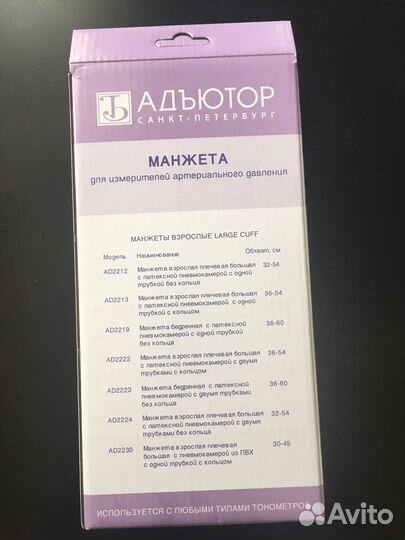 АДЪЮТОР
САНКТ-ПЕТЕРБУРГ
МАНЖЕТА
для измерителей артериального давления
МАНЖЕТЫ ВЗРОСЛЫЕ LARGE CUFF
Модель Наименование Обхват, см
AD2212 Манжета взрослая плечевая большая 32-54
с латексной пневмокамерой с одной
трубкой без кольца
AD2213 Манжета взрослая плечевая большая 36-54
с латексной пневмокамерой с одной
трубкой с кольцом
AD2219 Манжета бедренная с латексной 36-60
пневмокамерой с одной трубкой
без кольца
AD2222 Манжета взрослая плечевая большая 36-54
с латексной пневмокамерой с двумя
трубками с кольцом
AD2223 Манжета бедренная с латексной 36-60
пневмокамерой с двумя трубками
без кольца
AD2224 Манжета взрослая плечевая большая 32-54
с латексной пневмокамерой с двумя
трубками без кольца
AD2230 Манжета взрослая плечевая 30-45
большая с пневмокамерой из ПВХ
с одной трубкой с кольцом
ИСПОЛЬЗУЕТСЯ С ЛЮБЫМИ ТИПАМИ ТОНОМЕТРОВ
Avito